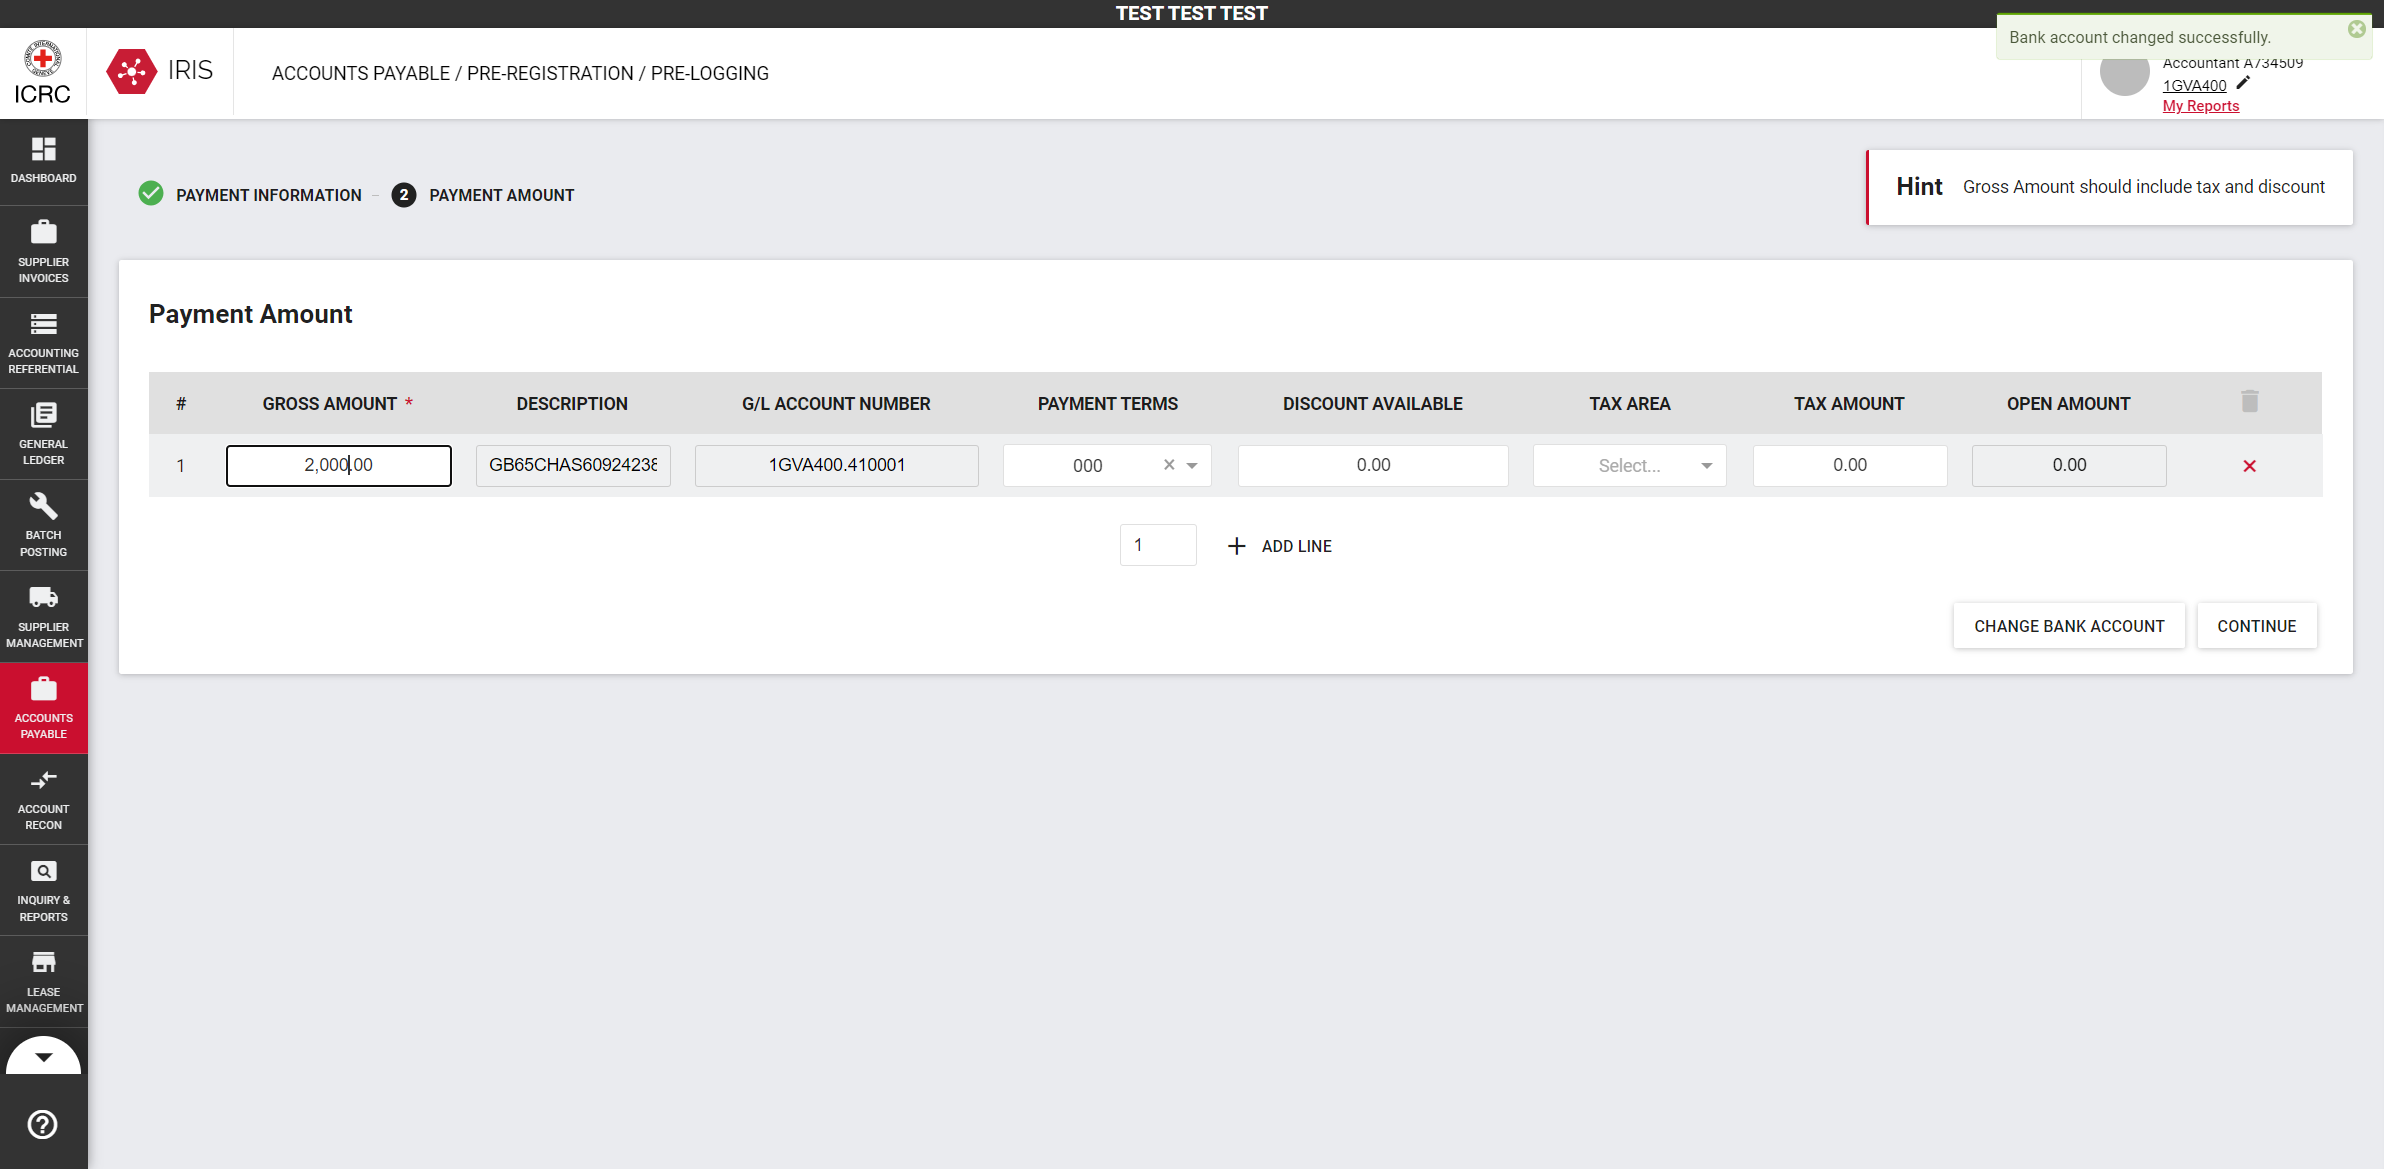 TEST TEST TEST
Bank account changed successfully.
ICRC
IRIS
ACCOUNTS PAYABLE / PRE-REGISTRATION / PRE-LOGGING
Accountant A734509
1GVA400
My Reports
DASHBOARD
SUPPLIER
INVOICES
ACCOUNTING
REFERENTIAL
GENERAL
LEDGER
BATCH
POSTING
SUPPLIER
MANAGEMENT
ACCOUNTS
PAYABLE
ACCOUNT
RECON
INQUIRY &
REPORTS
LEASE
MANAGEMENT
PAYMENT INFORMATION – 2 PAYMENT AMOUNT
Hint Gross Amount should include tax and discount
Payment Amount
# GROSS AMOUNT * DESCRIPTION G/L ACCOUNT NUMBER PAYMENT TERMS DISCOUNT AVAILABLE TAX AREA TAX AMOUNT OPEN AMOUNT
1 2,000.00 GB65CHAS60924238 1GVA400.410001 000 0.00 Select... 0.00 0.00
1 + ADD LINE
CHANGE BANK ACCOUNT CONTINUE